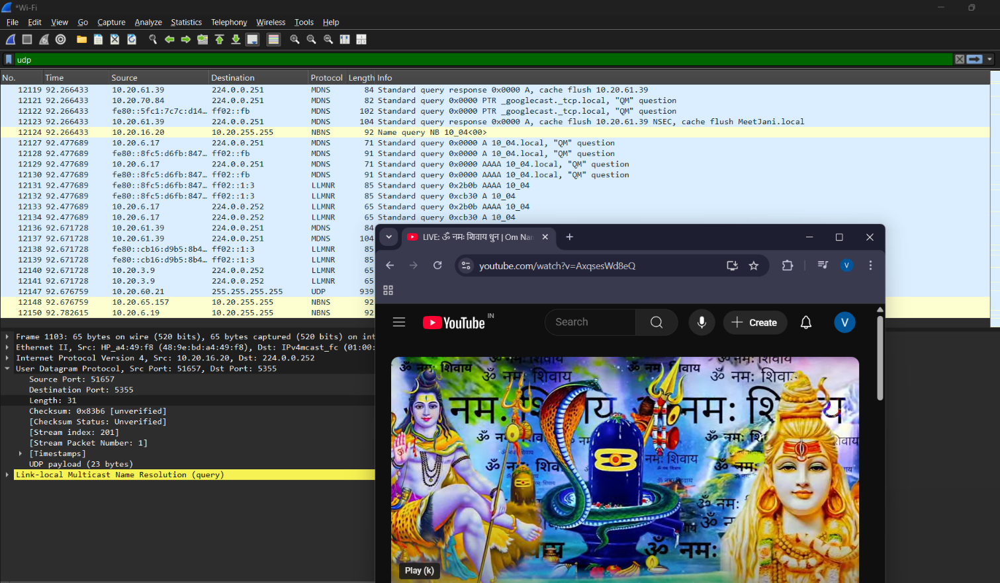 *Wi-Fi
File Edit View Go Capture Analyze Statistics Telephony Wireless Tools Help
udp
No. Time Source Destination Protocol Length Info
12119 92.266433 10.20.61.39 224.0.0.251 MDNS 84 Standard query response 0x0000 A, cache flush 10.20.61.39
12121 92.266433 10.20.70.84 224.0.0.251 MDNS 82 Standard query 0x0000 PTR _googlecast._tcp.local, "QM" question
12122 92.266433 fe80::5fc1:7c7c:d14… ff02::fb MDNS 102 Standard query 0x0000 PTR _googlecast._tcp.local, "QM" question
12123 92.266433 10.20.61.39 224.0.0.251 MDNS 104 Standard query response 0x0000 A, cache flush 10.20.61.39 NSEC, cache flush MeetJani.local
12124 92.266433 10.20.16.20 10.20.255.255 NBNS 92 Name query NB 10_04<00>
12127 92.477689 10.20.6.17 224.0.0.251 MDNS 71 Standard query 0x0000 A 10_04.local, "QM" question
12128 92.477689 fe80::8fc5:d6fb:847… ff02::fb MDNS 91 Standard query 0x0000 A 10_04.local, "QM" question
12129 92.477689 10.20.6.17 224.0.0.251 MDNS 71 Standard query 0x0000 AAAA 10_04.local, "QM" question
12130 92.477689 fe80::8fc5:d6fb:847… ff02::fb MDNS 91 Standard query 0x0000 AAAA 10_04.local, "QM" question
12131 92.477689 fe80::8fc5:d6fb:847… ff02::1:3 LLMNR 85 Standard query 0x2b0b AAAA 10_04
12132 92.477689 fe80::8fc5:d6fb:847… ff02::1:3 LLMNR 85 Standard query 0xcb30 A 10_04
12133 92.477689 10.20.6.17 224.0.0.252 LLMNR 65 Standard query 0x2b0b AAAA 10_04
12134 92.477689 10.20.6.17 224.0.0.252 LLMNR 65 Standard query 0xcb30 A 10_04
12136 92.671728 10.20.61.39 224.0.0.251 MDNS 84
12137 92.671728 10.20.61.39 224.0.0.251 MDNS 104
12138 92.671728 fe80::cb16:d9b5:8b4… ff02::1:3 LLMNR 85
12139 92.671728 fe80::cb16:d9b5:8b4… ff02::1:3 LLMNR 85
12140 92.671728 10.20.3.9 224.0.0.252 LLMNR 65
12141 92.671728 10.20.3.9 224.0.0.252 LLMNR 65
12147 92.676759 10.20.60.21 255.255.255.255 UDP 939
12148 92.676759 10.20.65.157 10.20.255.255 NBNS 92
12150 92.782615 10.20.6.19 10.20.255.255 NBNS 92
Frame 1103: 65 bytes on wire (520 bits), 65 bytes captured (520 bits) on int
Ethernet II, Src: HP_a4:49:f8 (48:9e:bd:a4:49:f8), Dst: IPv4mcast_fc (01:00:
Internet Protocol Version 4, Src: 10.20.16.20, Dst: 224.0.0.252
User Datagram Protocol, Src Port: 51657, Dst Port: 5355
Source Port: 51657
Destination Port: 5355
Length: 31
Checksum: 0x83b6 [unverified]
[Checksum Status: Unverified]
[Stream index: 201]
[Stream Packet Number: 1]
[Timestamps]
UDP payload (23 bytes)
Link-local Multicast Name Resolution (query)
LIVE: ॐ नमः शिवाय धुन | Om Nan
youtube.com/watch?v=AxqsesWd8eQ
V
YouTube IN
Search
Create
V
ॐ नमः शिवाय
ॐ नमः शिवाय
Play (k)